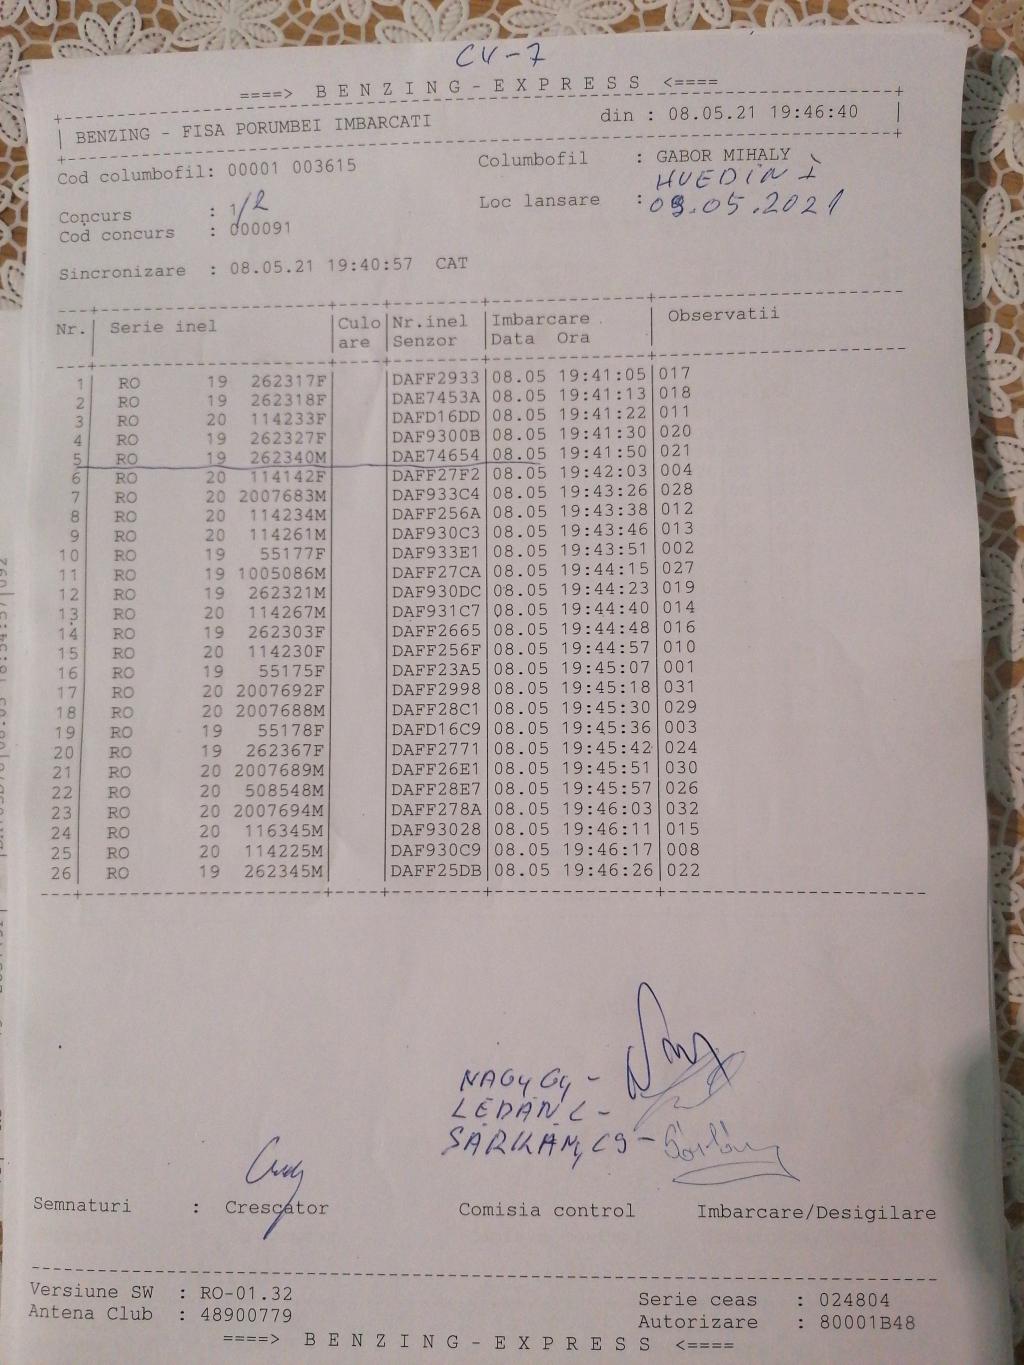 CU-7
====> B E N Z I N G - E X P R E S S <====
BENZING - FISA PORUMBEI IMBARCATI din : 08.05.21 19:46:40
Cod columbofil: 00001 003615 Columbofil : GABOR MIHALY
HUEDIN I
Concurs : 1/2 Loc lansare : 09.05.2021
Cod concurs : 000091
Sincronizare : 08.05.21 19:40:57 CAT
Nr. | Serie inel | Culo | Nr.inel | Imbarcare | Observatii
are | Senzor | Data Ora
1 | RO 19 262317F | | DAFF2933 | 08.05 19:41:05 | 017
2 | RO 19 262318F | | DAE7453A | 08.05 19:41:13 | 018
3 | RO 20 114233F | | DAFD16DD | 08.05 19:41:22 | 011
4 | RO 19 262327F | | DAF9300B | 08.05 19:41:30 | 020
5 | RO 19 262340M | | DAE74654 | 08.05 19:41:50 | 021
6 | RO 20 114142F | | DAFF27F2 | 08.05 19:42:03 | 004
7 | RO 20 2007683M | | DAF933C4 | 08.05 19:43:26 | 028
8 | RO 20 114234M | | DAFF256A | 08.05 19:43:38 | 012
9 | RO 20 114261M | | DAF930C3 | 08.05 19:43:46 | 013
10 | RO 19 55177F | | DAF933E1 | 08.05 19:43:51 | 002
11 | RO 19 1005086M | | DAFF27CA | 08.05 19:44:15 | 027
12 | RO 19 262321M | | DAF930DC | 08.05 19:44:23 | 019
13 | RO 20 114267M | | DAF931C7 | 08.05 19:44:40 | 014
14 | RO 19 262303F | | DAFF2665 | 08.05 19:44:48 | 016
15 | RO 20 114230F | | DAFF256F | 08.05 19:44:57 | 010
16 | RO 19 55175F | | DAFF23A5 | 08.05 19:45:07 | 001
17 | RO 20 2007692F | | DAFF2998 | 08.05 19:45:18 | 031
18 | RO 20 2007688M | | DAFF28C1 | 08.05 19:45:30 | 029
19 | RO 19 55178F | | DAFD16C9 | 08.05 19:45:36 | 003
20 | RO 19 262367F | | DAFF2771 | 08.05 19:45:42 | 024
21 | RO 20 2007689M | | DAFF26E1 | 08.05 19:45:51 | 030
22 | RO 20 508548M | | DAFF28E7 | 08.05 19:45:57 | 026
23 | RO 20 2007694M | | DAFF278A | 08.05 19:46:03 | 032
24 | RO 20 116345M | | DAF93028 | 08.05 19:46:11 | 015
25 | RO 20 114225M | | DAF930C9 | 08.05 19:46:17 | 008
26 | RO 19 262345M | | DAFF25DB | 08.05 19:46:26 | 022
NAGY GY -
LEDAN L -
SĂRKĂNY CS -
Semnaturi : Crescator Comisia control Imbarcare/Desigilare
Versiune SW : RO-01.32 Serie ceas : 024804
Antena Club : 48900779 Autorizare : 80001B48
====> B E N Z I N G - E X P R E S S <====